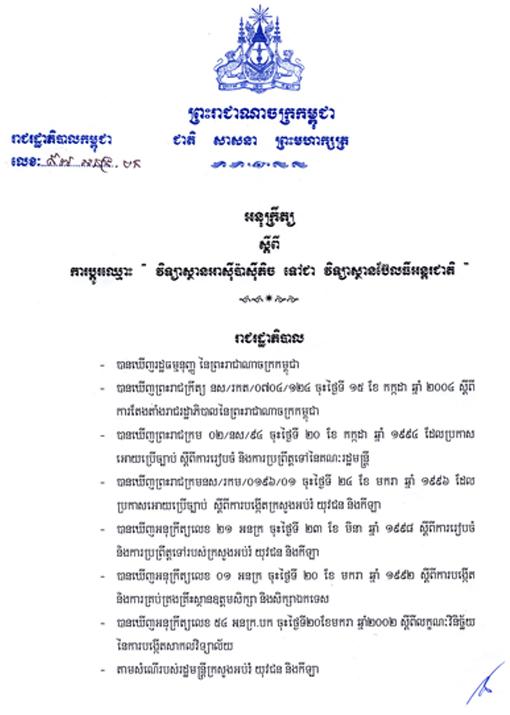 ព្រះរាជាណាចក្រកម្ពុជា
ជាតិ សាសនា ព្រះមហាក្សត្រ
រាជរដ្ឋាភិបាលកម្ពុជា
លេខ: អនក្រ.បក
អនុក្រឹត្យ
ស្ដីពី
ការប្ដូរឈ្មោះ " វិទ្យាស្ថានអាស៊ីប៉ាស៊ីភិច ទៅជា វិទ្យាស្ថានប៊ែលធីអន្តរជាតិ "
រាជរដ្ឋាភិបាល
- បានឃើញរដ្ឋធម្មនុញ្ញ នៃព្រះរាជាណាចក្រកម្ពុជា
- បានឃើញព្រះរាជក្រឹត្យ នស/រកត/០៧០៤/១២៤ ចុះថ្ងៃទី ១៥ ខែ កក្កដា ឆ្នាំ ២០០៤ ស្ដីពី
ការតែងតាំងរាជរដ្ឋាភិបាលនៃព្រះរាជាណាចក្រកម្ពុជា
- បានឃើញព្រះរាជក្រម ០២/នស/៩៤ ចុះថ្ងៃទី ២០ ខែ កក្កដា ឆ្នាំ ១៩៩៤ ដែលប្រកាស
អោយប្រើច្បាប់ ស្ដីពីការរៀបចំ និងការប្រព្រឹត្តទៅនៃគណៈរដ្ឋមន្ត្រី
- បានឃើញព្រះរាជក្រមនស/រកម/០១៩៦/០១ ចុះថ្ងៃទី ២៤ ខែ មករា ឆ្នាំ ១៩៩៦ ដែល
ប្រកាសអោយប្រើច្បាប់ ស្ដីពីការបង្កើតក្រសួងអប់រំ យុវជន និងកីឡា
- បានឃើញអនុក្រឹត្យលេខ ២១ អនក្រ ចុះថ្ងៃទី ២៣ ខែ មិនា ឆ្នាំ ១៩៩៨ ស្ដីពីការរៀបចំ
និងការប្រព្រឹត្តទៅរបស់ក្រសួងអប់រំ យុវជន និងកីឡា
- បានឃើញអនុក្រឹត្យលេខ ០១ អនក្រ ចុះថ្ងៃទី ២០ ខែ មករា ឆ្នាំ ១៩៩២ ស្ដីពីការបង្កើត
និងការគ្រប់គ្រងគ្រឹះស្ថានឧត្តមសិក្សា និងសិក្សាឯកទេស
- បានឃើញអនុក្រឹត្យលេខ ៥៤ អនក្រ.បក ចុះថ្ងៃទី២០ខែមករា ឆ្នាំ២០០២ ស្ដីពីលក្ខណៈវិនិច្ឆ័យ
នៃការបង្កើតសាកលវិទ្យាល័យ
- តាមសំណើរបស់រដ្ឋមន្ត្រីក្រសួងអប់រំ យុវជន និងកីឡា